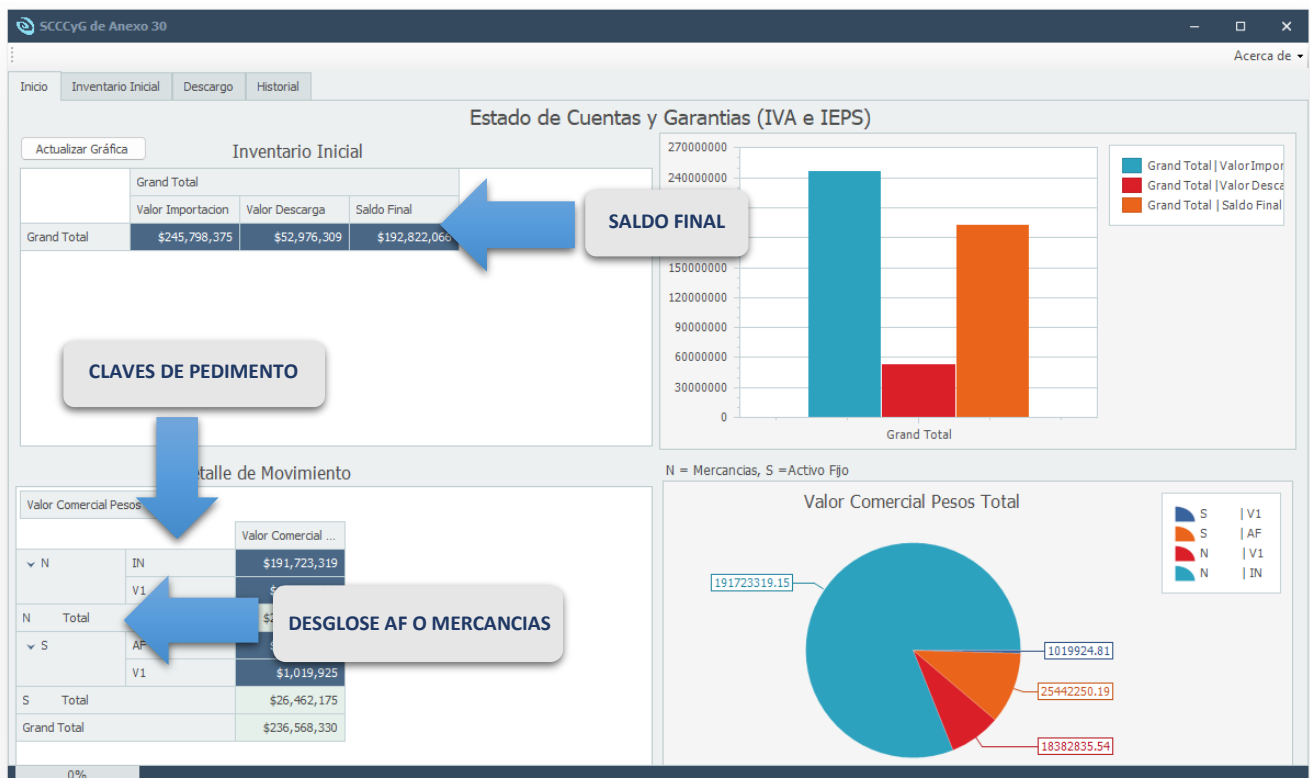 SCCCyG de Anexo 30
Acerca de
Inicio Inventario Inicial Descargo Historial
Estado de Cuentas y Garantias (IVA e IEPS)
Actualizar Gráfica
Inventario Inicial
Grand Total
Valor Importacion Valor Descarga Saldo Final
Grand Total $245,798,375 $52,976,309 $192,822,066
SALDO FINAL
270000000
240000000
150000000
120000000
90000000
60000000
30000000
0
Grand Total
Grand Total | Valor Impor
Grand Total | Valor Desca
Grand Total | Saldo Final
CLAVES DE PEDIMENTO
de Movimiento
Valor Comercial Pesos
Valor Comercial ...
N IN $191,723,319
V1
N Total
DESGLOSE AF O MERCANCIAS
S AF
V1 $1,019,925
S Total $26,462,175
Grand Total $236,568,330
N = Mercancias, S =Activo Fijo
Valor Comercial Pesos Total
S | V1
S | AF
N | V1
N | IN
191723319.15
1019924.81
25442250.19
18382835.54
0%